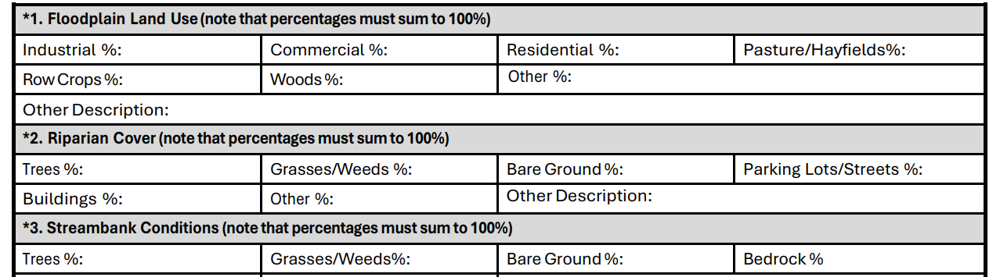 *1. Floodplain Land Use (note that percentages must sum to 100%)
Industrial %: Commercial %: Residential %: Pasture/Hayfields%:
Row Crops %: Woods %: Other %:
Other Description:
*2. Riparian Cover (note that percentages must sum to 100%)
Trees %: Grasses/Weeds %: Bare Ground %: Parking Lots/Streets %:
Buildings %: Other %: Other Description:
*3. Streambank Conditions (note that percentages must sum to 100%)
Trees %: Grasses/Weeds%: Bare Ground %: Bedrock %